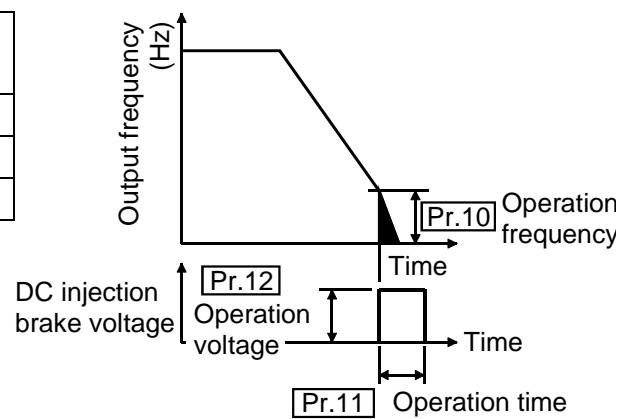 Output frequency
(Hz)
Pr.10
Operation
frequency
Time
DC injection
brake voltage
Pr.12
Operation
voltage
Time
Pr.11
Operation time